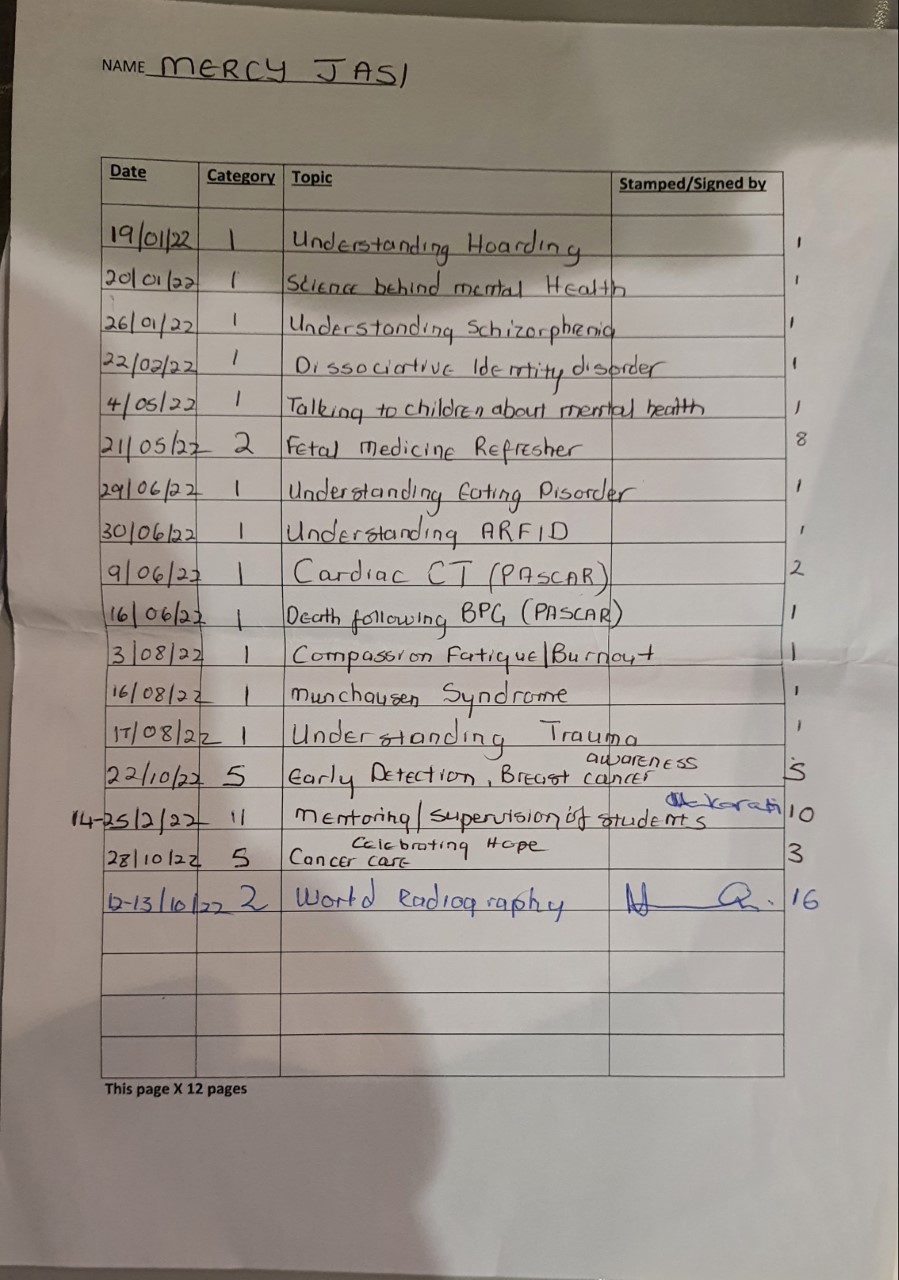 NAME MERCY JASI
Date Category Topic Stamped/Signed by
19/01/22 1 Understanding Hoarding 1
20/01/22 1 Science behind mental Health 1
26/01/22 1 Understanding Schizorphrenia 1
22/02/22 1 Dissociative Identity disorder 1
4/05/22 1 Talking to children about mental health 1
21/05/22 2 Fetal Medicine Refresher 8
29/06/22 1 Understanding Eating Disorder 1
30/06/22 1 Understanding ARFID 1
9/06/22 1 Cardiac CT (PASCAR) 2
16/06/22 1 Death following BPG (PASCAR) 1
3/08/22 1 Compassion Fatigue/Burnout 1
16/08/22 1 munchausen Syndrome 1
17/08/22 1 Understanding Trauma 1
22/10/22 5 Early Detection, Breast cancer awareness 5
14-25/2/22 11 mentoring/supervision of students 10
28/10/22 5 Celebrating Hope Cancer care 3
12-13/10/22 2 World Radiography 16
This page X 12 pages